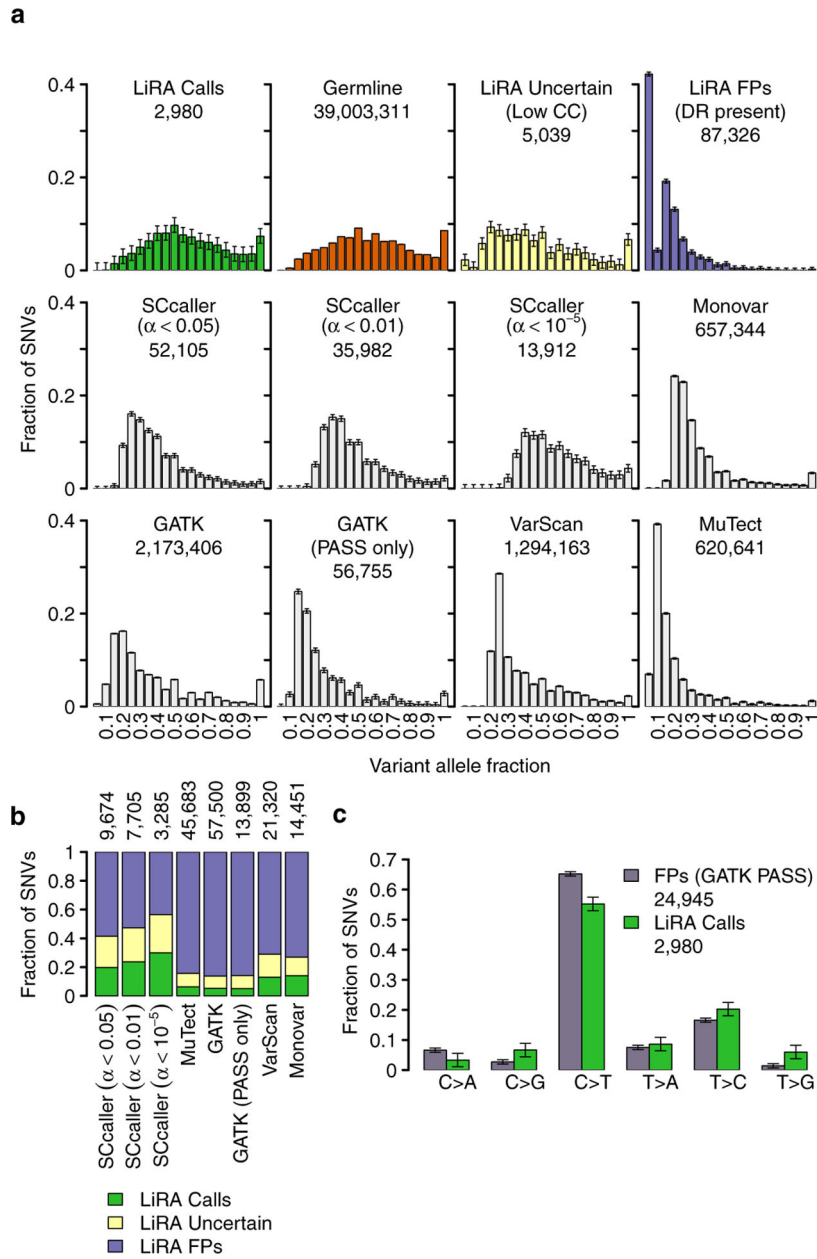 a
LiRA Calls
2,980
Germline
39,003,311
LiRA Uncertain
(Low CC)
5,039
LiRA FPs
(DR present)
87,326
0.4
0.2
0
SCcaller
(α < 0.05)
52,105
SCcaller
(α < 0.01)
35,982
SCcaller
(α < 10⁻⁵)
13,912
Monovar
657,344
0.4
0.2
0
Fraction of SNVs
GATK
2,173,406
GATK
(PASS only)
56,755
VarScan
1,294,163
MuTect
620,641
0.4
0.2
0
0.1 0.2 0.3 0.4 0.5 0.6 0.7 0.8 0.9 1
0.1 0.2 0.3 0.4 0.5 0.6 0.7 0.8 0.9 1
0.1 0.2 0.3 0.4 0.5 0.6 0.7 0.8 0.9 1
0.1 0.2 0.3 0.4 0.5 0.6 0.7 0.8 0.9 1
Variant allele fraction
b
9,674
7,705
3,285
45,683
57,500
13,899
21,320
14,451
Fraction of SNVs
1
0.8
0.6
0.4
0.2
0
SCcaller (α < 0.05)
SCcaller (α < 0.01)
SCcaller (α < 10⁻⁵)
MuTect
GATK
GATK (PASS only)
VarScan
Monovar
LiRA Calls
LiRA Uncertain
LiRA FPs
c
Fraction of SNVs
0.7
0.6
0.5
0.4
0.3
0.2
0.1
0
FPs (GATK PASS)
24,945
LiRA Calls
2,980
C>A C>G C>T T>A T>C T>G